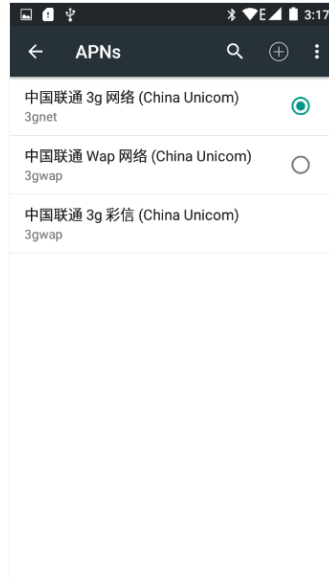 E 3:17
APNs
中国联通 3g 网络 (China Unicom)
3gnet
中国联通 Wap 网络 (China Unicom)
3gwap
中国联通 3g 彩信 (China Unicom)
3gwap